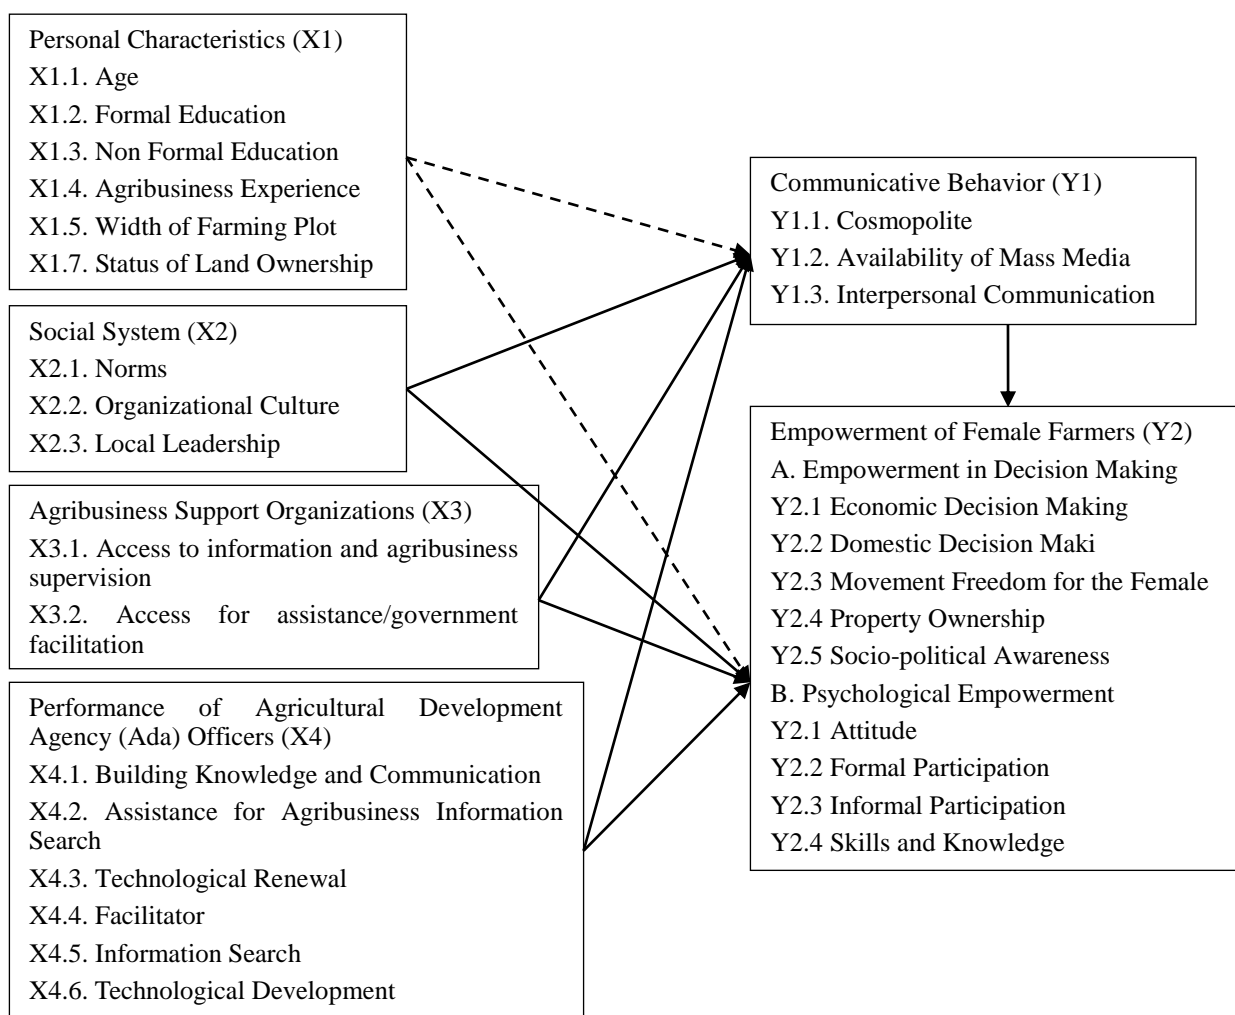 Personal Characteristics (X1)
X1.1. Age
X1.2. Formal Education
X1.3. Non Formal Education
X1.4. Agribusiness Experience
X1.5. Width of Farming Plot
X1.7. Status of Land Ownership
Social System (X2)
X2.1. Norms
X2.2. Organizational Culture
X2.3. Local Leadership
Agribusiness Support Organizations (X3)
X3.1. Access to information and agribusiness
supervision
X3.2. Access for assistance/government
facilitation
Performance of Agricultural Development
Agency (Ada) Officers (X4)
X4.1. Building Knowledge and Communication
X4.2. Assistance for Agribusiness Information
Search
X4.3. Technological Renewal
X4.4. Facilitator
X4.5. Information Search
X4.6. Technological Development
Communicative Behavior (Y1)
Y1.1. Cosmopolite
Y1.2. Availability of Mass Media
Y1.3. Interpersonal Communication
Empowerment of Female Farmers (Y2)
A. Empowerment in Decision Making
Y2.1 Economic Decision Making
Y2.2 Domestic Decision Maki
Y2.3 Movement Freedom for the Female
Y2.4 Property Ownership
Y2.5 Socio-political Awareness
B. Psychological Empowerment
Y2.1 Attitude
Y2.2 Formal Participation
Y2.3 Informal Participation
Y2.4 Skills and Knowledge